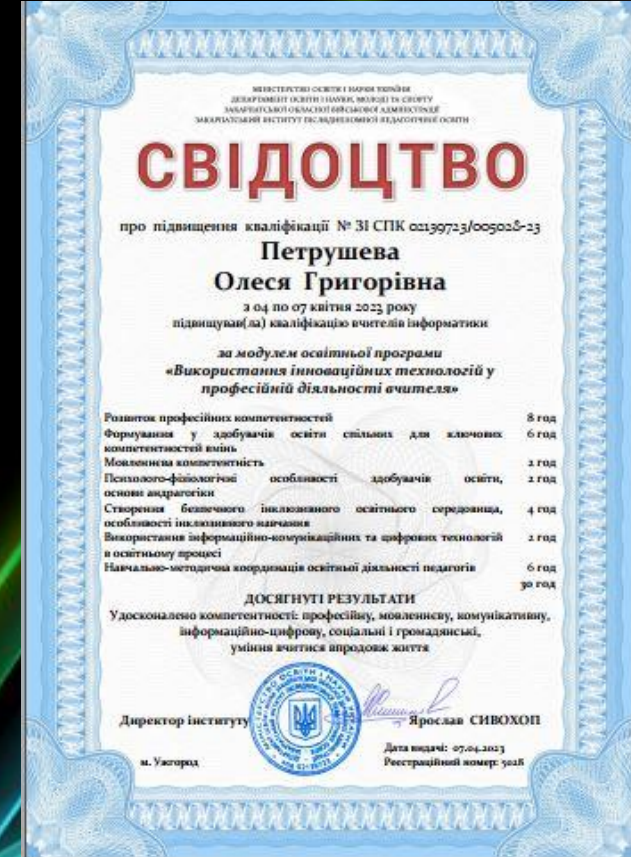 МІНІСТЕРСТВО ОСВІТИ І НАУКИ УКРАЇНИ
ДЕПАРТАМЕНТ ОСВІТИ І НАУКИ, МОЛОДІ ТА СПОРТУ
ЗАКАРПАТСЬКОЇ ОБЛАСНОЇ ВІЙСЬКОВОЇ АДМІНІСТРАЦІЇ
ЗАКАРПАТСЬКИЙ ІНСТИТУТ ПІСЛЯДИПЛОМНОЇ ПЕДАГОГІЧНОЇ ОСВІТИ
СВІДОЦТВО
про підвищення кваліфікації № ЗІ СПК 02139723/005028-23
Петрушева
Олеся Григорівна
з 04 по 07 квітня 2023 року
підвищував(ла) кваліфікацію вчителів інформатики
за модулем освітньої програми
«Використання інноваційних технологій у
професійній діяльності вчителя»
Розвиток професійних компетентностей 8 год
Формування у здобувачів освіти спільних для ключових 6 год
компетентностей вмінь
Мовленнєва компетентність 2 год
Психолого-фізіологічні особливості здобувачів освіти, 2 год
основи андрагогіки
Створення безпечного інклюзивного освітнього середовища, 4 год
особливості інклюзивного навчання
Використання інформаційно-комунікаційних та цифрових технологій 2 год
в освітньому процесі
Навчально-методична координація освітньої діяльності педагогів 6 год
30 год
ДОСЯГНУТІ РЕЗУЛЬТАТИ
Удосконалено компетентності: професійну, мовленнєву, комунікативну,
інформаційно-цифрову, соціальні і громадянські,
уміння вчитися впродовж життя
Директор інституту Ярослав СИВОХОП
Дата видачі: 07.04.2023
м. Ужгород Реєстраційний номер: 5028